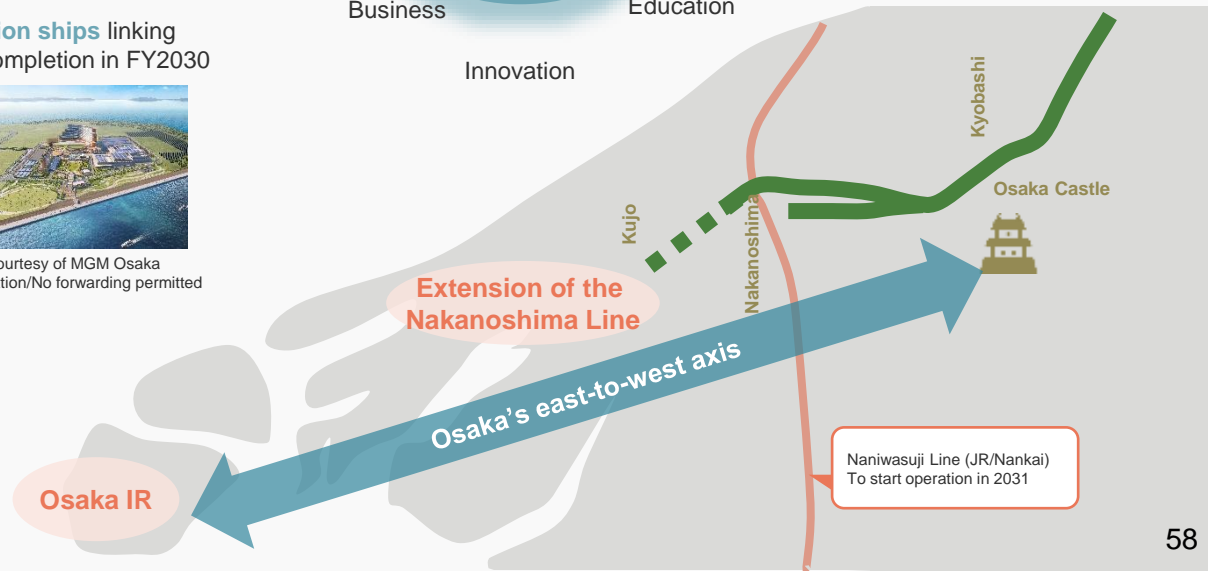 Business
Education
ion ships linking
ompletion in FY2030
Innovation
Kyobashi
Osaka Castle
Kujo
Nakanoshima
ourtesy of MGM Osaka
tion/No forwarding permitted
Extension of the
Nakanoshima Line
Osaka's east-to-west axis
Osaka IR
Naniwasuji Line (JR/Nankai)
To start operation in 2031
58